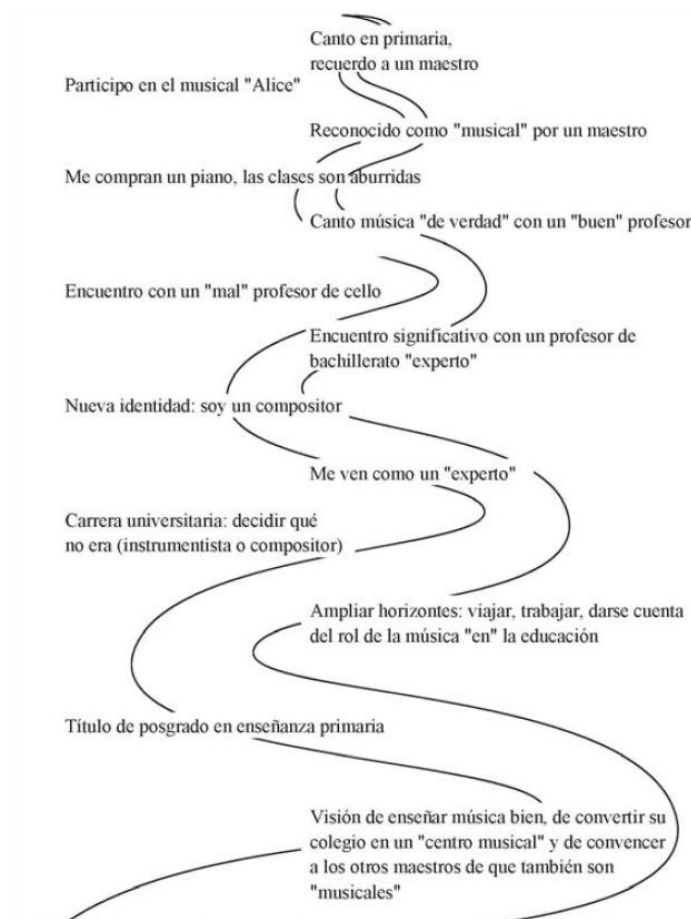 Canto en primaria,
recuerdo a un maestro
Participo en el musical "Alice"
Reconocido como "musical" por un maestro
Me compran un piano, las clases son aburridas
Canto música "de verdad" con un "buen" profesor
Encuentro con un "mal" profesor de cello
Encuentro significativo con un profesor de
bachillerato "experto"
Nueva identidad: soy un compositor
Me ven como un "experto"
Carrera universitaria: decidir qué
no era (instrumentista o compositor)
Ampliar horizontes: viajar, trabajar, darse cuenta
del rol de la música "en" la educación
Título de posgrado en enseñanza primaria
Visión de enseñar música bien, de convertir su
colegio en un "centro musical" y de convencer
a los otros maestros de que también son
"musicales"